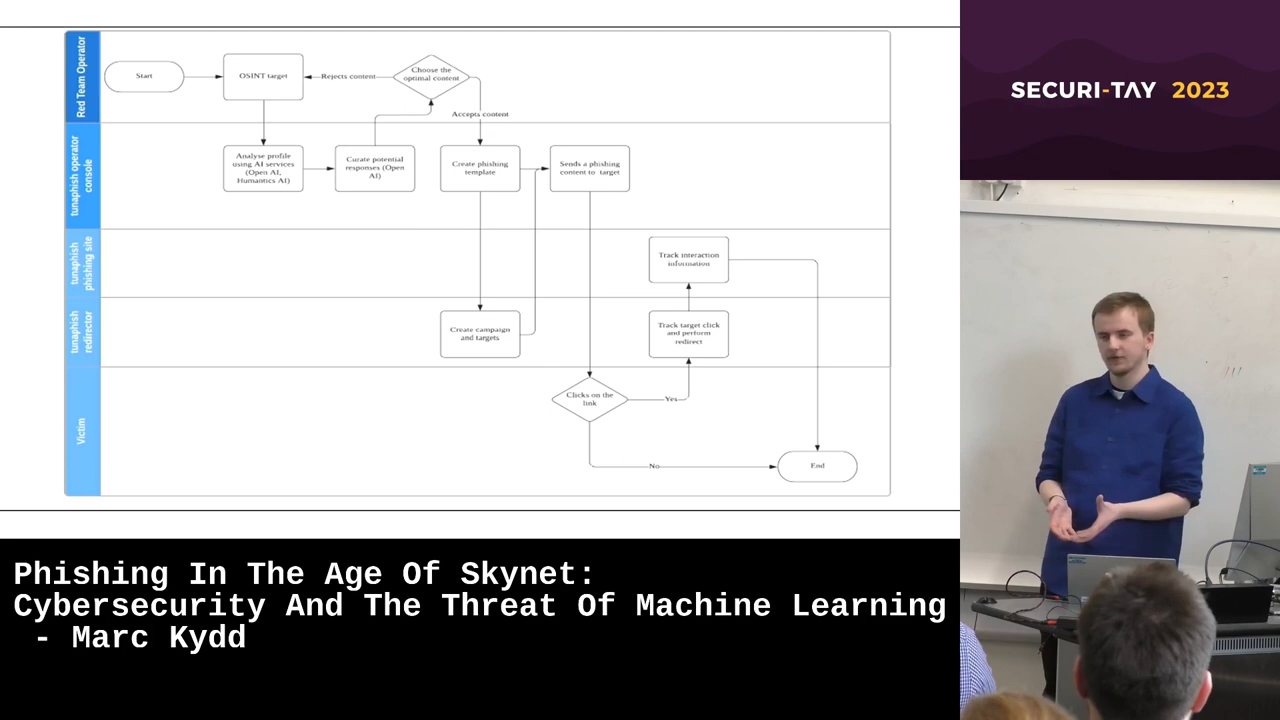 Red Team Operator
Start
OSINT target
Rejects content
Choose the
optimal content
Accepts content
tunaphish operator
console
Analyse profile
using AI services
(Open AI,
Humantics AI)
Curate potential
responses (Open
AI)
Create phishing
template
Sends a phishing
content to target
tunaphish
phishing site
Track interaction
information
tunaphish
redirector
Create campaign
and targets
Track target click
and perform
redirect
Victim
Clicks on the
link
Yes
No
End
SECURI-TAY 2023
Phishing In The Age Of Skynet:
Cybersecurity And The Threat Of Machine Learning
- Marc Kydd